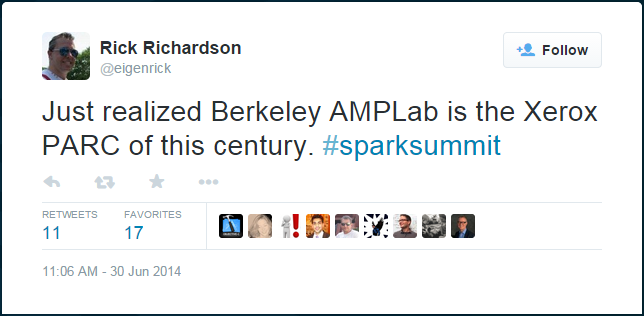 Rick Richardson
@eigenrick
Follow
Just realized Berkeley AMPLab is the Xerox
PARC of this century. #sparksummit
RETWEETS FAVORITES
11 17
11:06 AM - 30 Jun 2014